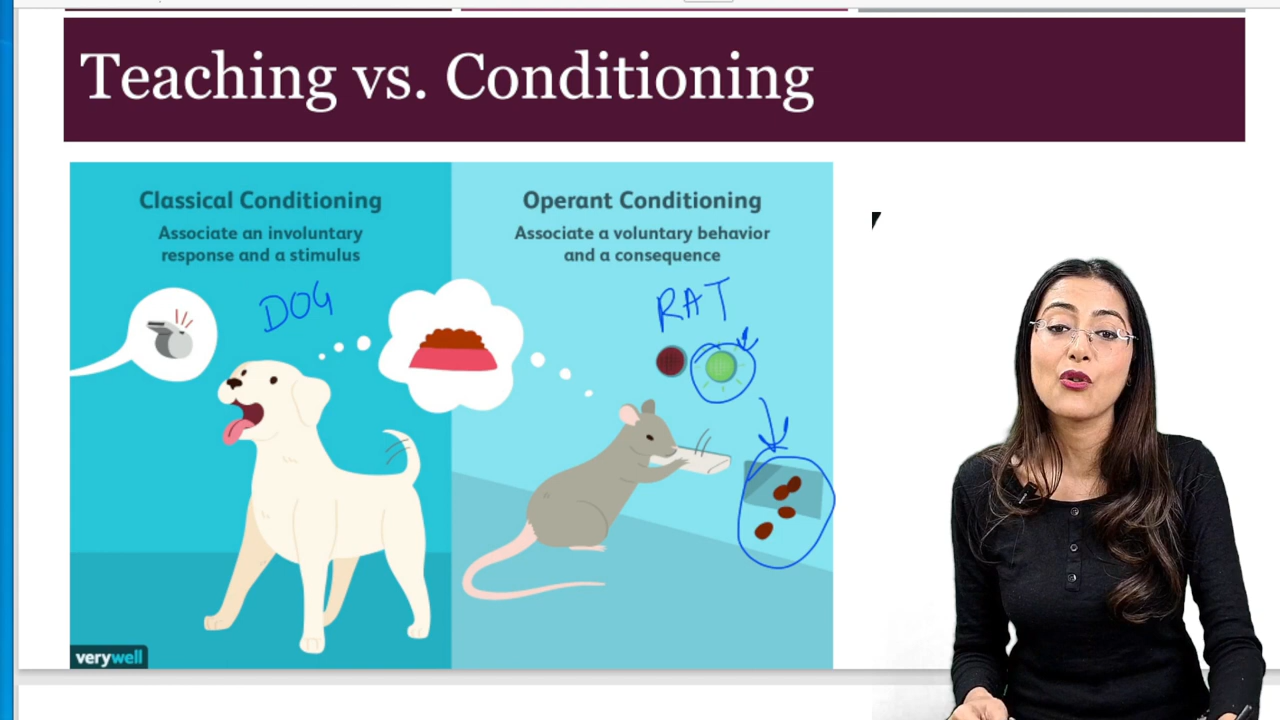 Teaching vs. Conditioning
Classical Conditioning
Associate an involuntary
response and a stimulus
DOG
Operant Conditioning
Associate a voluntary behavior
and a consequence
RAT
verywell